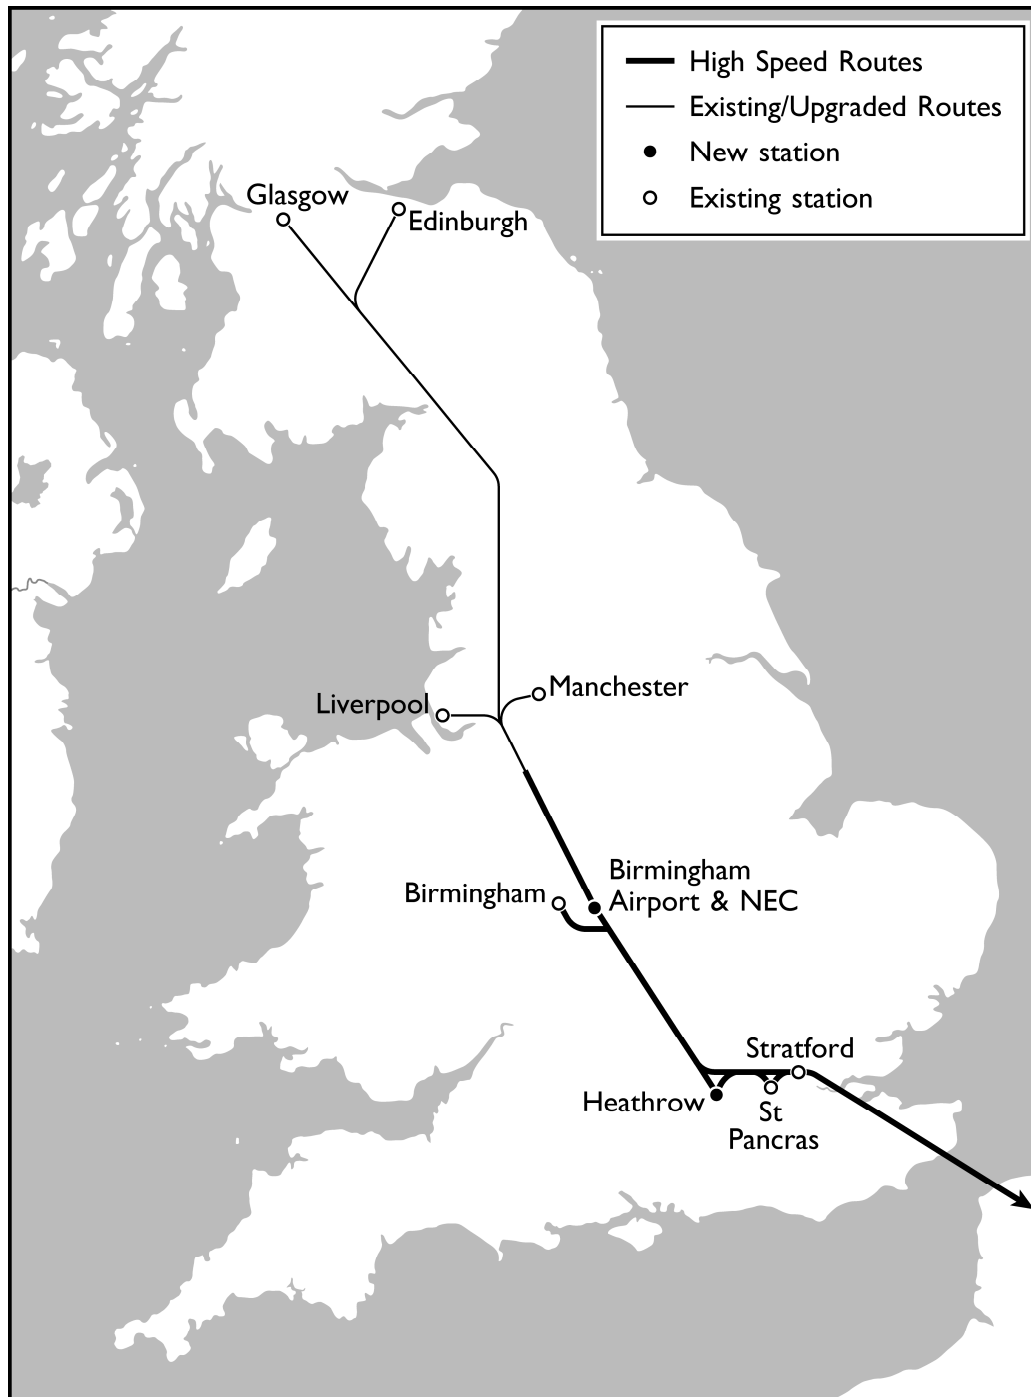 High Speed Routes
Existing/Upgraded Routes
New station
Existing station
Glasgow
Edinburgh
Manchester
Liverpool
Birmingham
Airport & NEC
Birmingham
Stratford
Heathrow
St
Pancras